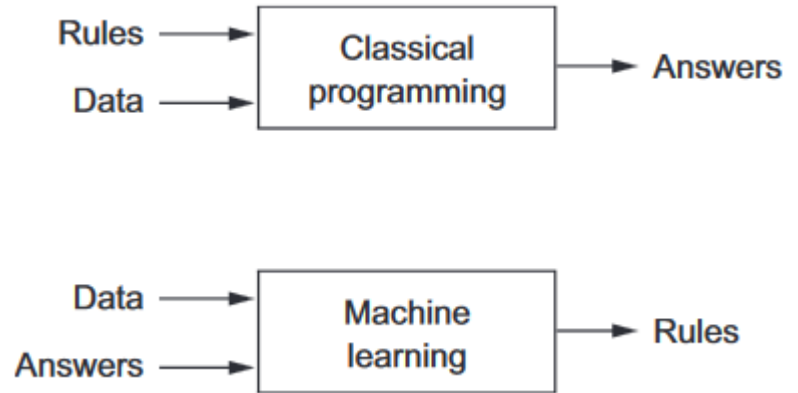 Rules
Data
Classical
programming
Answers
Data
Answers
Machine
learning
Rules